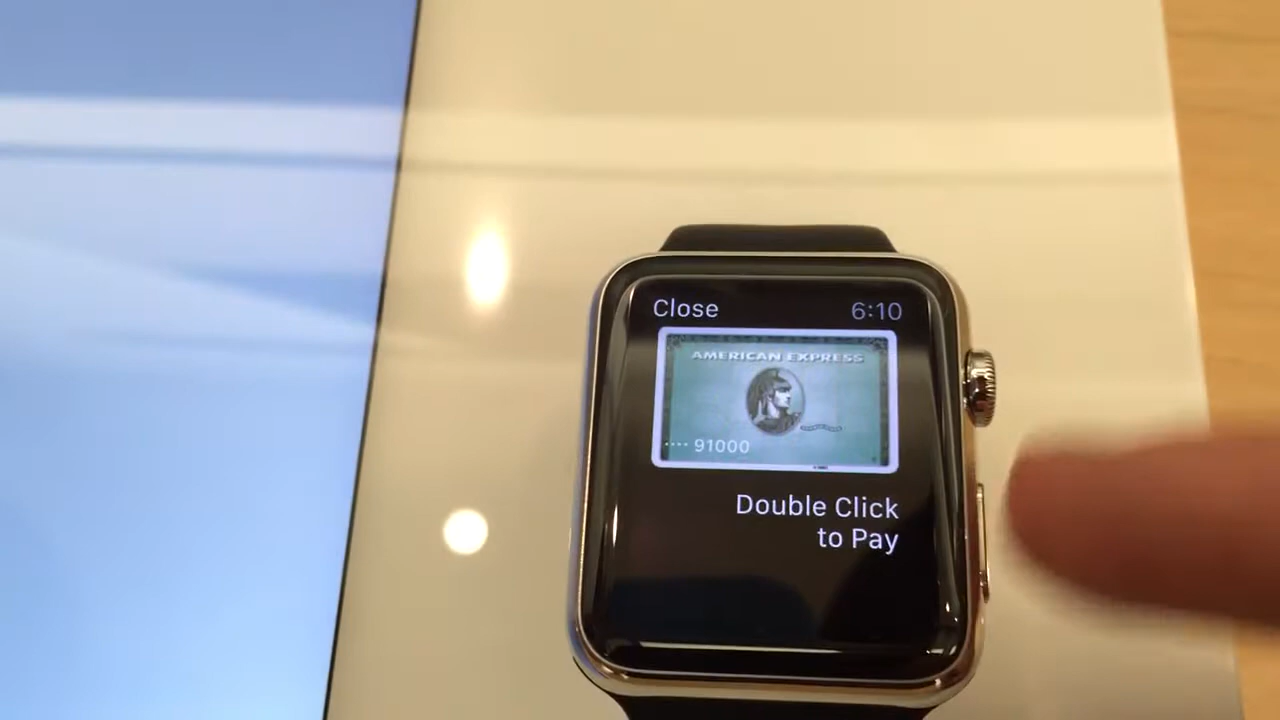 Close
6:10
AMERICAN EXPRESS
···· 91000
Double Click
to Pay